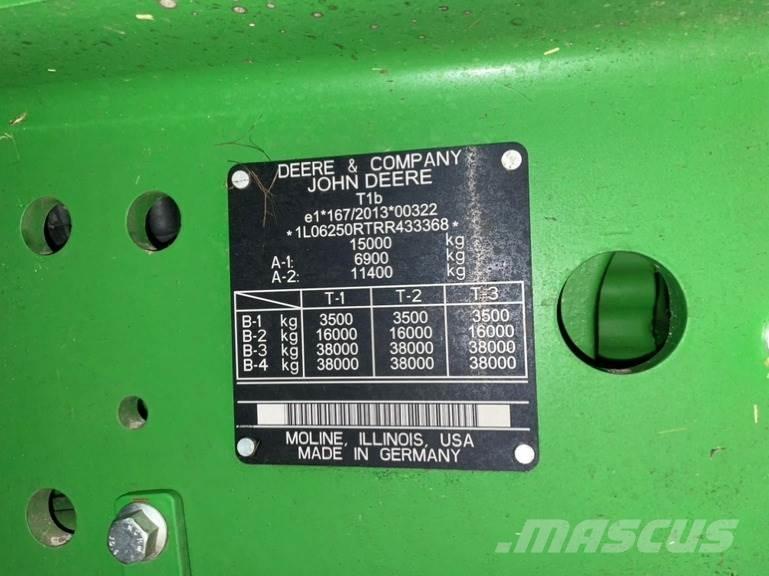 DEERE & COMPANY
JOHN DEERE
T1b
e1*167/2013*00322
*1L06250RTRR433368*
15000 kg
A-1: 6900 kg
A-2: 11400 kg
T-1 T-2 T-3
B-1 kg 3500 3500 3500
B-2 kg 16000 16000 16000
B-3 kg 38000 38000 38000
B-4 kg 38000 38000 38000
MOLINE, ILLINOIS, USA
MADE IN GERMANY
MASCUS